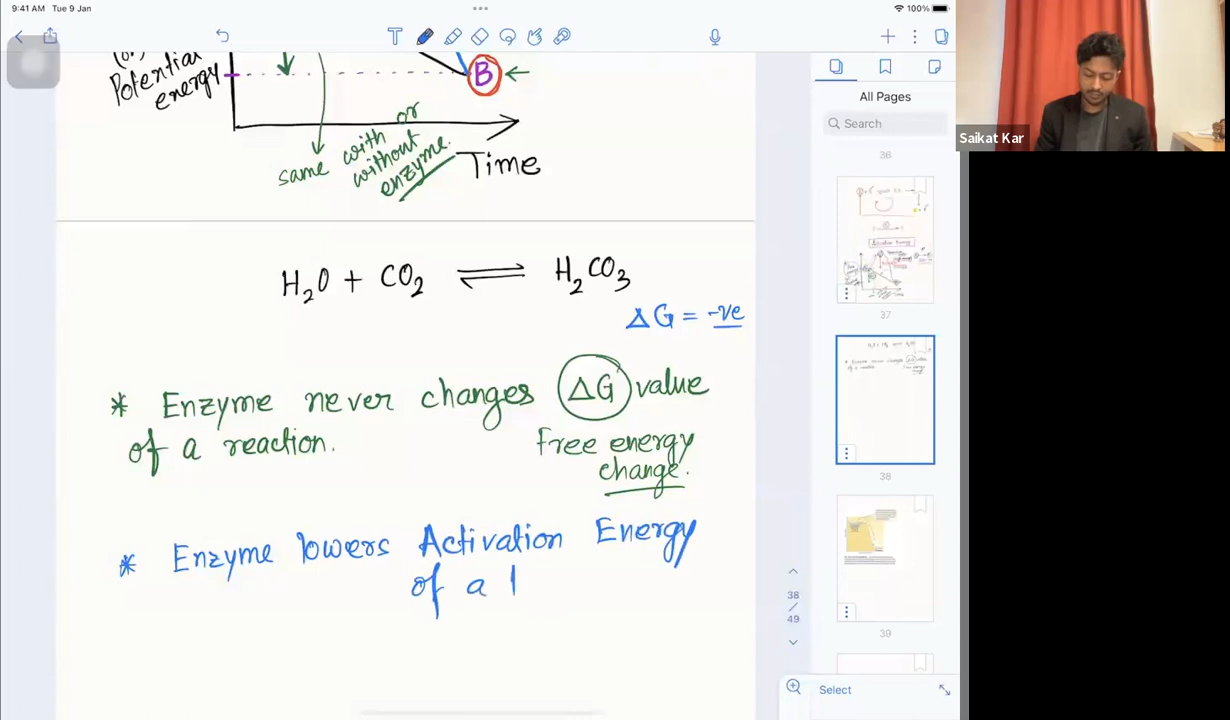 9:41 AM Tue 9 Jan
100%
(or)
Potential
energy
B
same
with or
without
enzyme.
Time
H2O + CO2 ⇌ H2CO3
ΔG = -ve
* Enzyme never changes ΔG value
of a reaction.
Free energy
change.
* Enzyme lowers Activation Energy
of a
Saikat Kar
All Pages
Search
36
37
38
39
38
/
49
Select